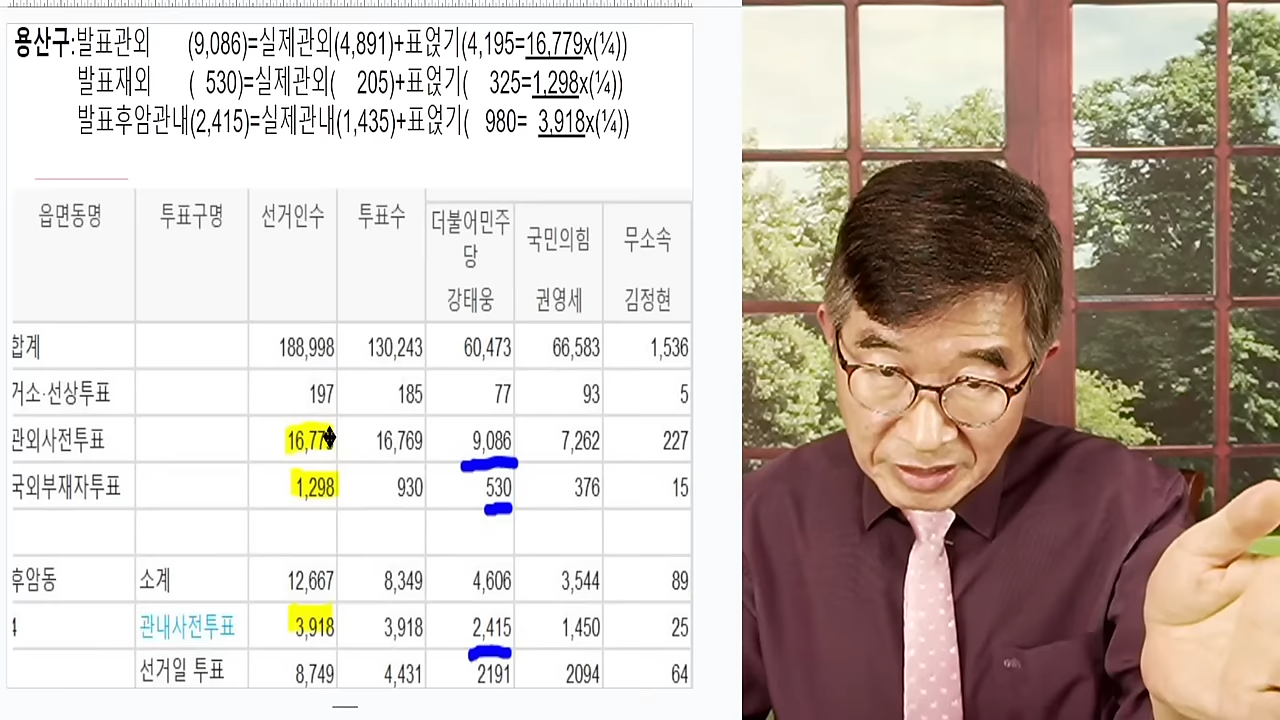 용산구:발표관외 (9,086)=실제관외(4,891)+표얹기(4,195=16,779x(¼))
발표재외 ( 530)=실제관외( 205)+표얹기( 325=1,298x(¼))
발표후암관내(2,415)=실제관내(1,435)+표얹기( 980= 3,918x(¼))
읍면동명 투표구명 선거인수 투표수 더불어민주당 강태웅 국민의힘 권영세 무소속 김정현
합계 188,998 130,243 60,473 66,583 1,536
거소·선상투표 197 185 77 93 5
관외사전투표 16,77 16,769 9,086 7,262 227
국외부재자투표 1,298 930 530 376 15
후암동 소계 12,667 8,349 4,606 3,544 89
관내사전투표 3,918 3,918 2,415 1,450 25
선거일 투표 8,749 4,431 2191 2094 64